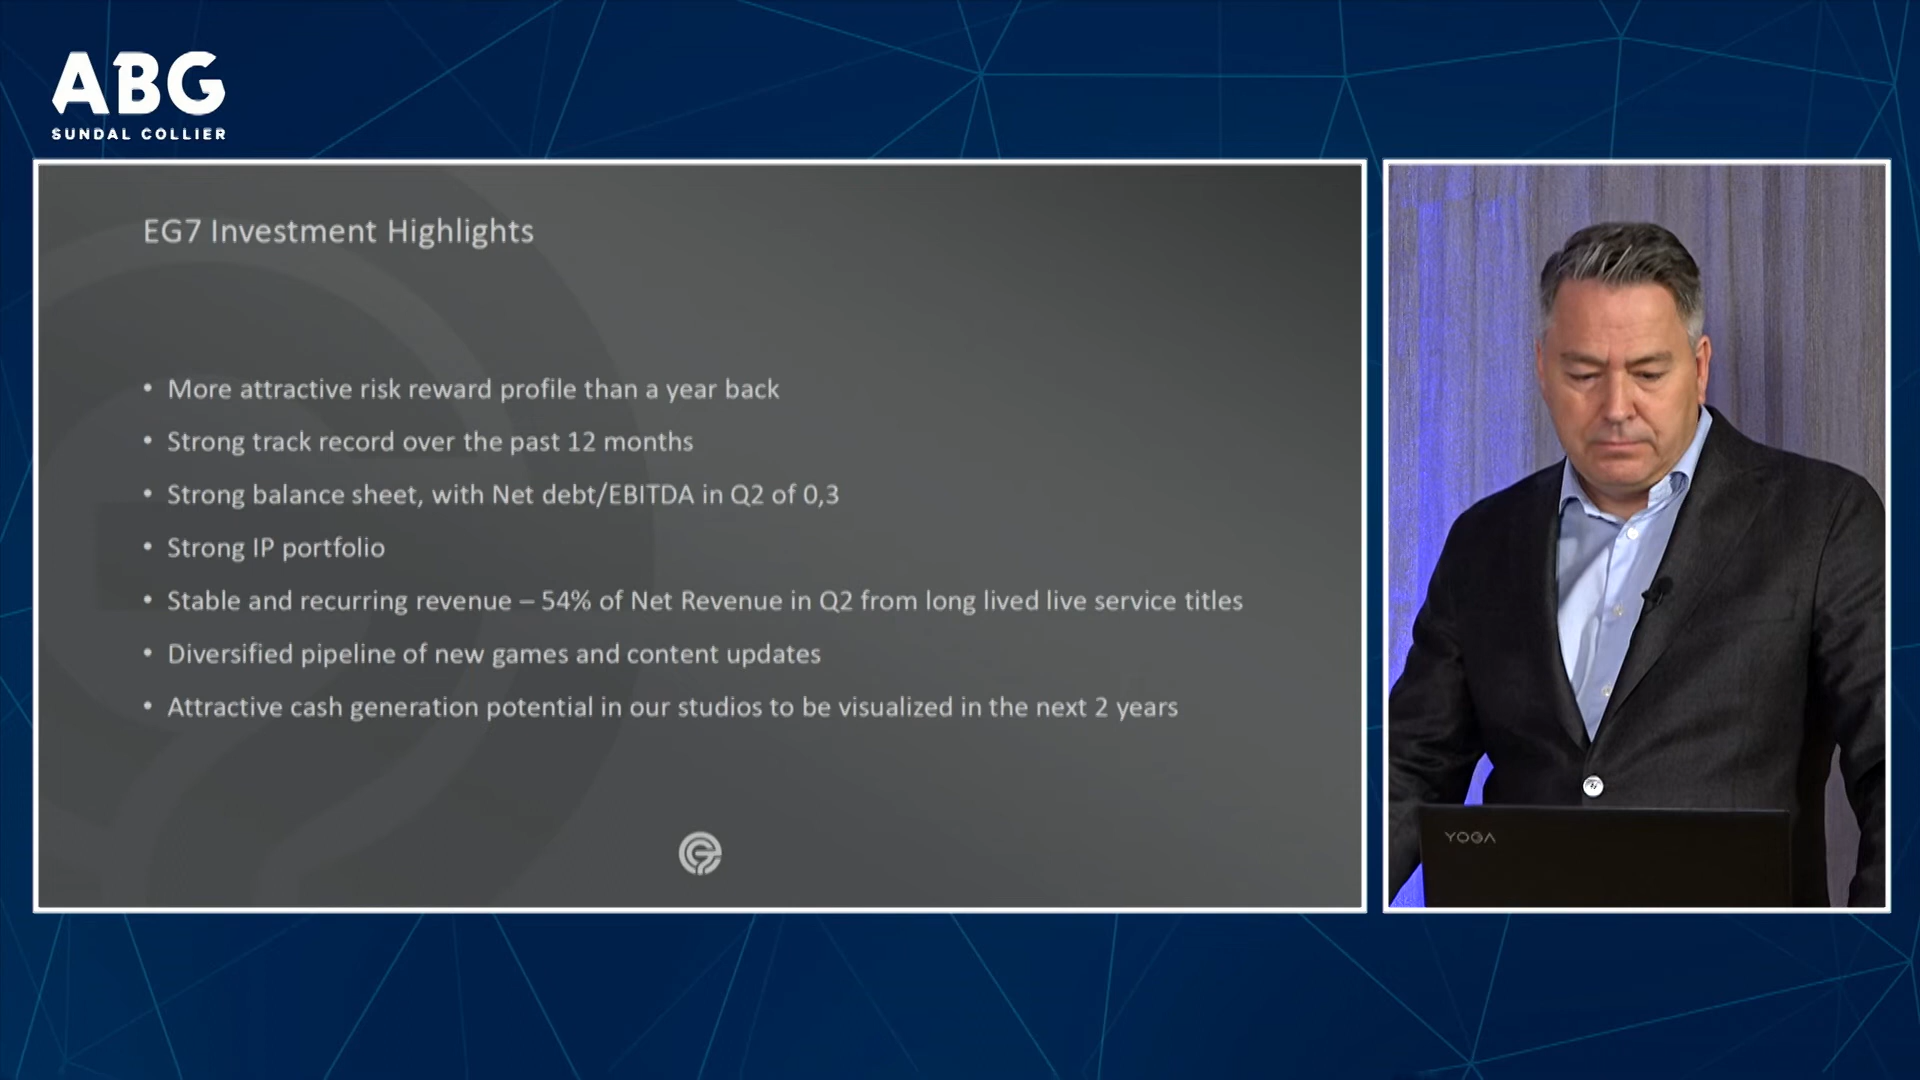 ABG
SUNDAL COLLIER
EG7 Investment Highlights
• More attractive risk reward profile than a year back
• Strong track record over the past 12 months
• Strong balance sheet, with Net debt/EBITDA in Q2 of 0,3
• Strong IP portfolio
• Stable and recurring revenue – 54% of Net Revenue in Q2 from long lived live service titles
• Diversified pipeline of new games and content updates
• Attractive cash generation potential in our studios to be visualized in the next 2 years
YOGA